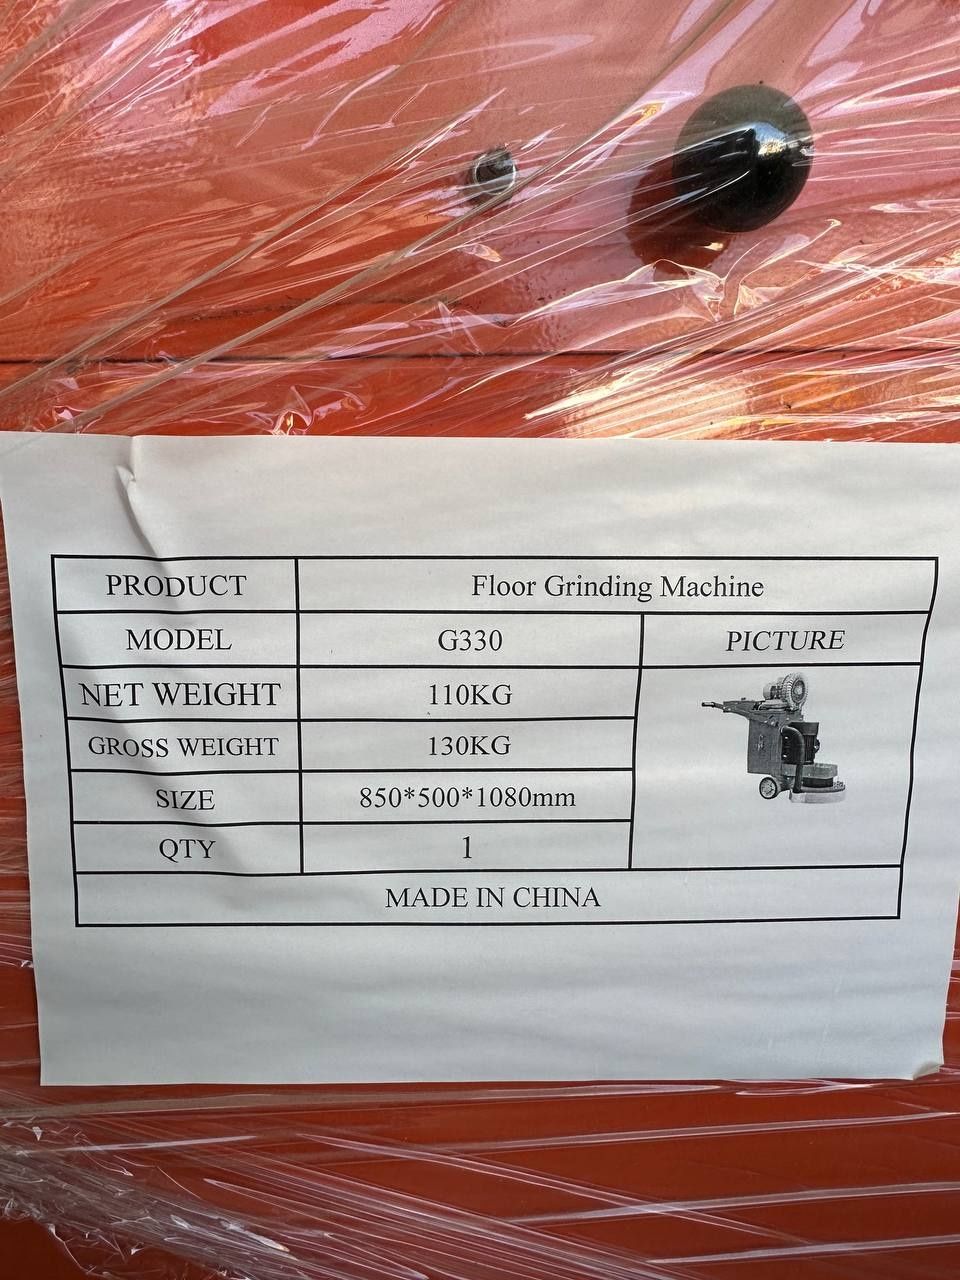 PRODUCT Floor Grinding Machine
MODEL G330 PICTURE
NET WEIGHT 110KG
GROSS WEIGHT 130KG
SIZE 850*500*1080mm
QTY 1
MADE IN CHINA